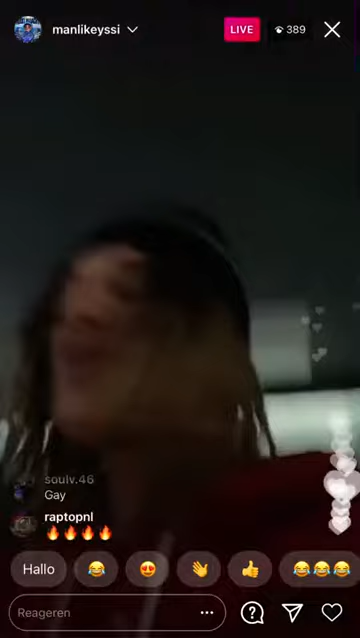 manlikeyssi
LIVE
389
soulv.46
Gay
raptopnl
🔥🔥🔥🔥
Hallo 😂 😍 👋 👍 😂😂😂
Reageren